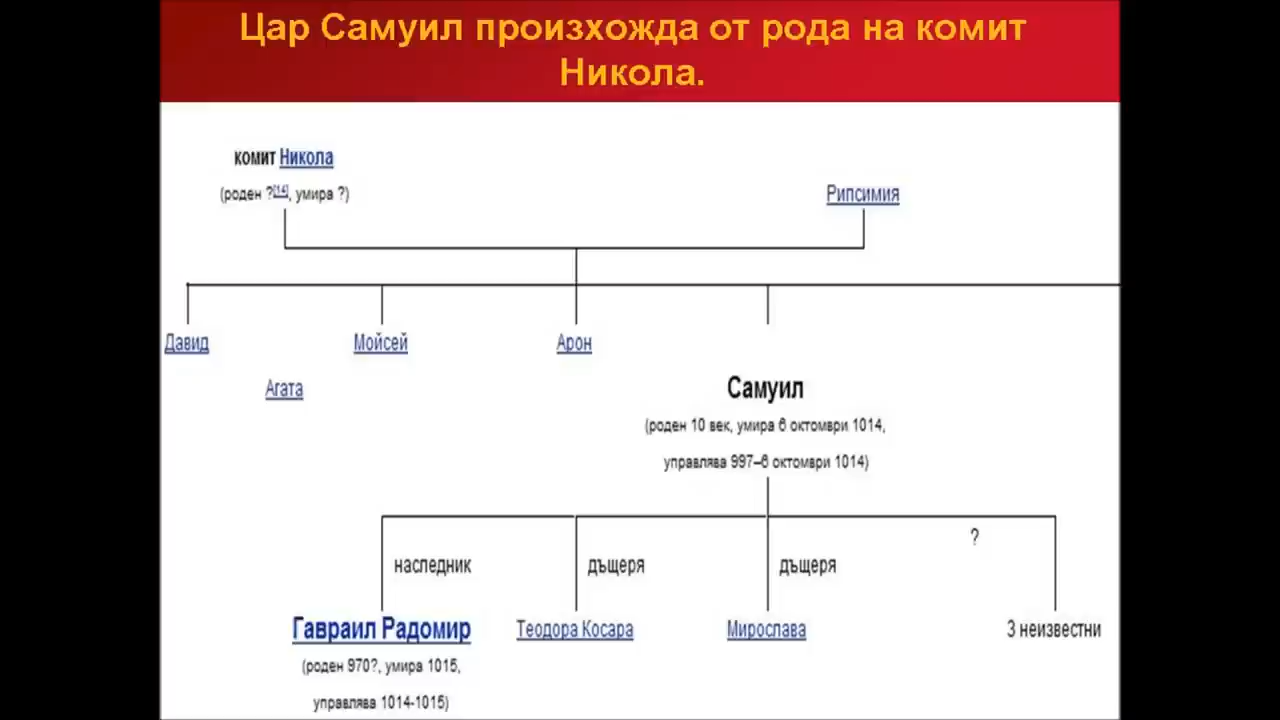 Цар Самуил произхожда от рода на комит
Никола.
комит Никола
(роден ?[14], умира ?)
Рипсимия
Давид
Мойсей
Арон
Агата
Самуил
(роден 10 век, умира 6 октомври 1014,
управлява 997–6 октомври 1014)
?
наследник
дъщеря
дъщеря
Гавраил Радомир
Теодора Косара
Мирослава
3 неизвестни
(роден 970?, умира 1015,
управлява 1014-1015)